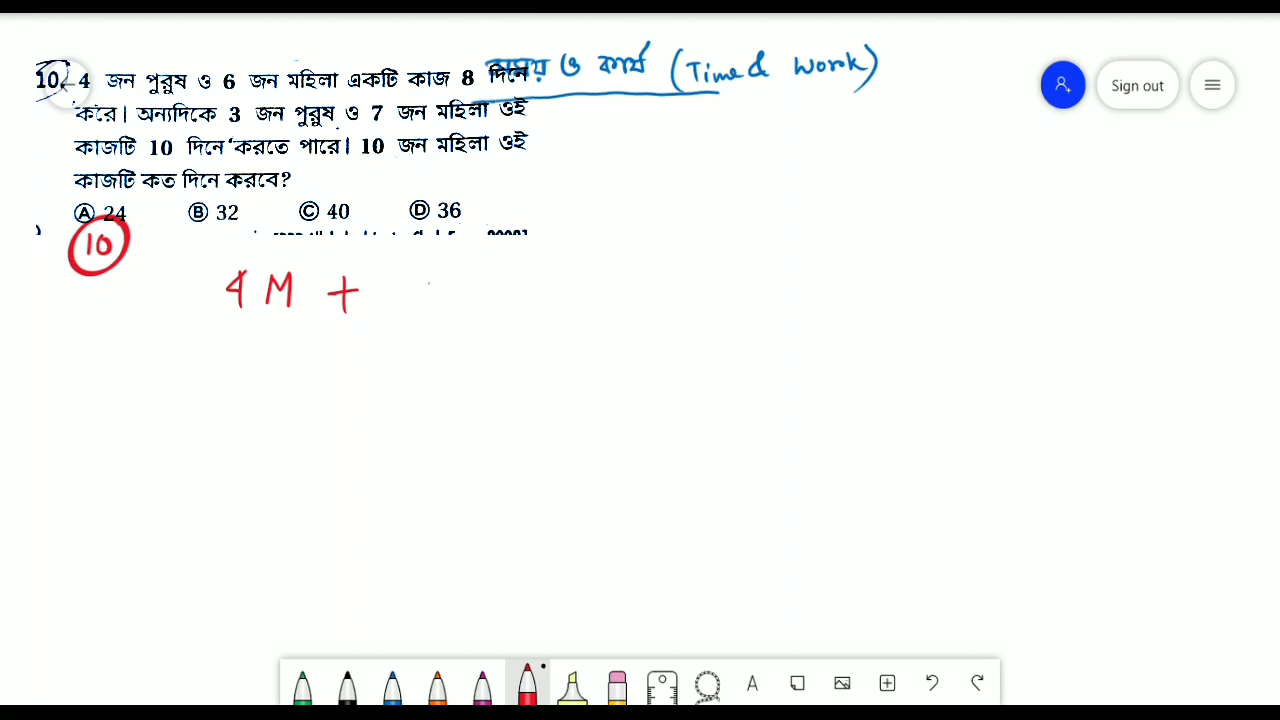 সময় ও কার্য (Time & Work)
10. 4 জন পুরুষ ও 6 জন মহিলা একটি কাজ 8 দিনে
করে। অন্যদিকে 3 জন পুরুষ ও 7 জন মহিলা ওই
কাজটি 10 দিনে করতে পারে। 10 জন মহিলা ওই
কাজটি কত দিনে করবে?
Ⓐ 24 Ⓑ 32 Ⓒ 40 Ⓓ 36
10
4 M +
Sign out